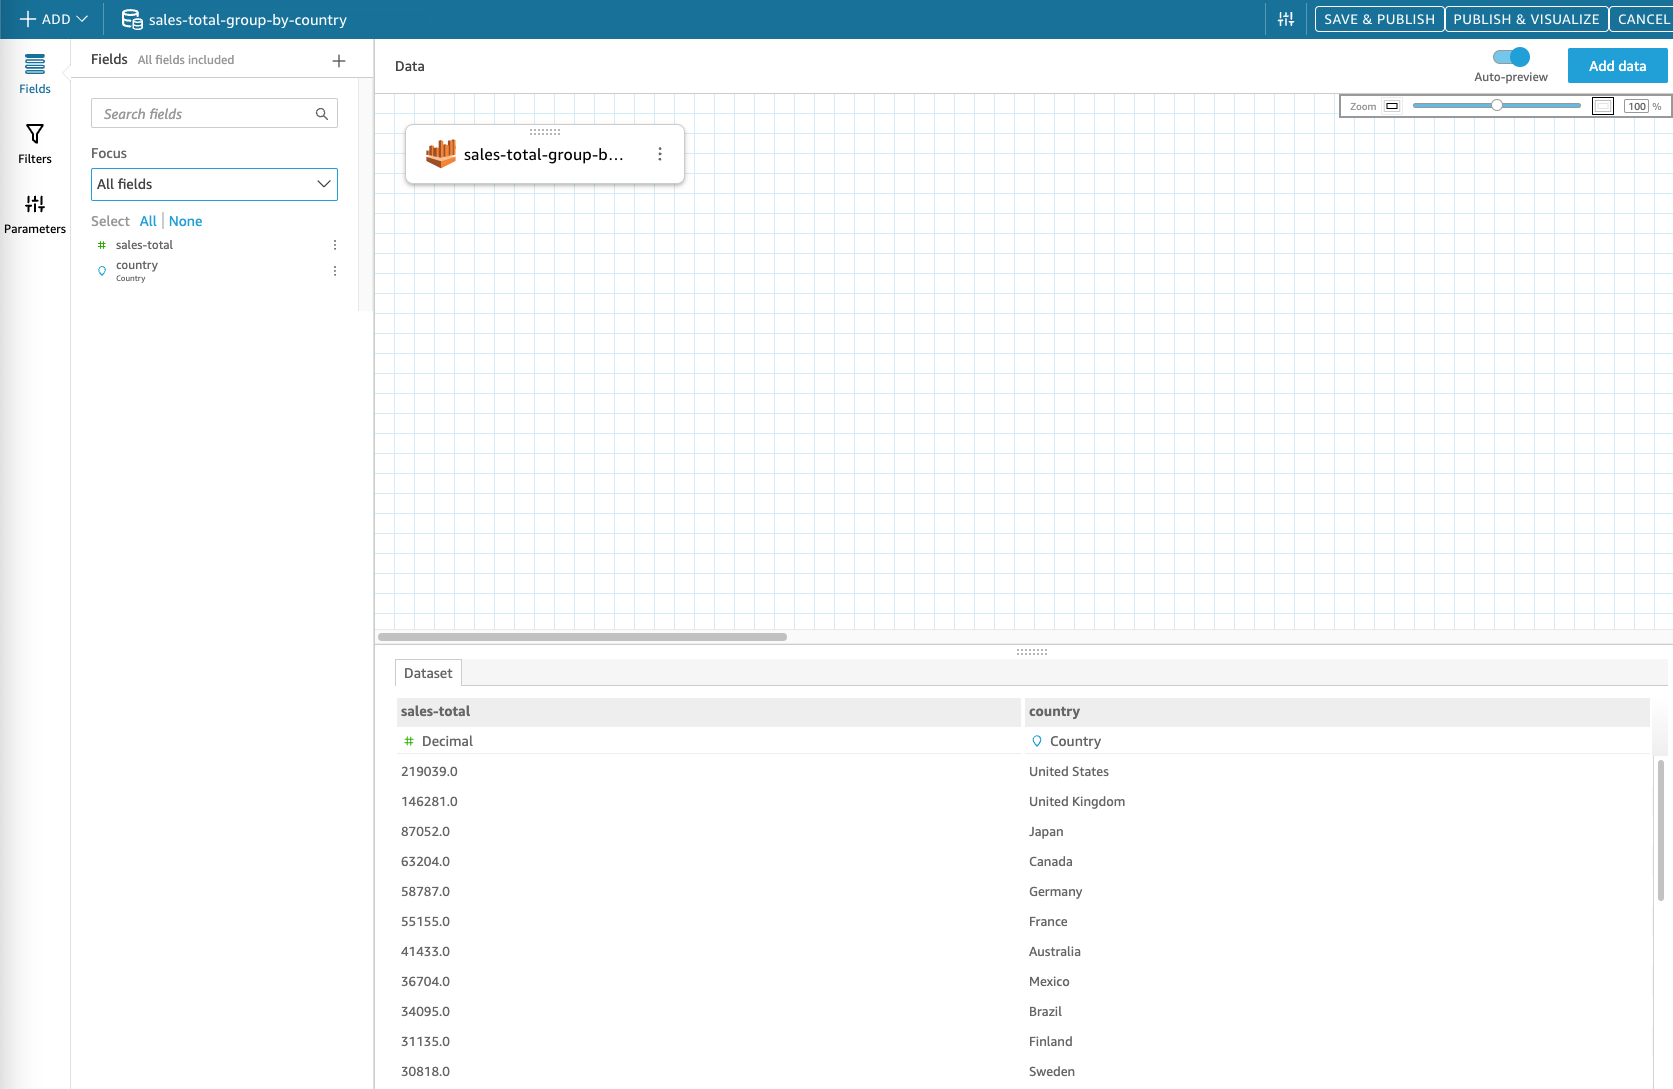 ADD
sales-total-group-by-country
SAVE & PUBLISH
PUBLISH & VISUALIZE
CANCEL
Fields
Filters
Parameters
Fields All fields included
Search fields
Focus
All fields
Select All None
sales-total
country
Country
Data
Auto-preview
Add data
Zoom
100 %
sales-total-group-b...
Dataset
sales-total country
# Decimal Country
219039.0 United States
146281.0 United Kingdom
87052.0 Japan
63204.0 Canada
58787.0 Germany
55155.0 France
41433.0 Australia
36704.0 Mexico
34095.0 Brazil
31135.0 Finland
30818.0 Sweden